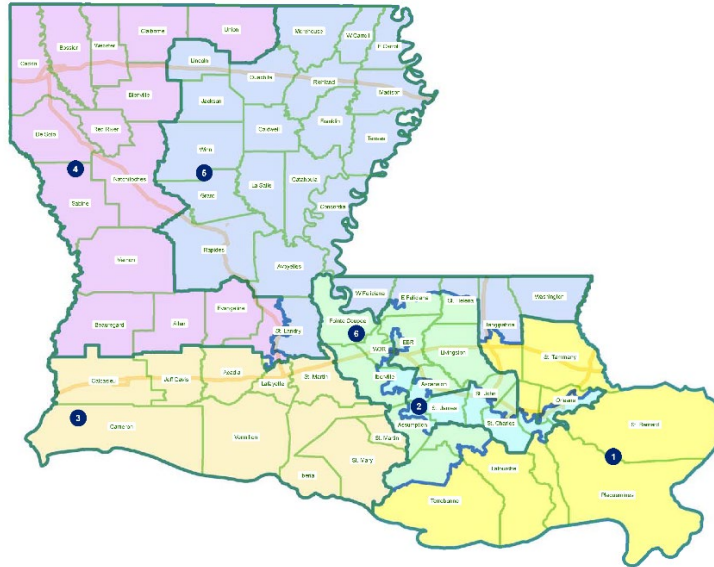 Claiborne
Union
Morehouse
W Carroll
E Carroll
Bossier
Webster
Caddo
Lincoln
Ouachita
Richland
Madison
Bienville
Jackson
Red River
Caldwell
Franklin
Tensas
De Soto
Winn
4
5
Natchitoches
La Salle
Catahoula
Sabine
Grant
Concordia
Rapides
Vernon
Avoyelles
W Feliciana
E Feliciana
St. Helena
Washington
Beauregard
Allen
Evangeline
St. Landry
Pointe Coupee
Tangipahoa
6
WBR
EBR
Livingston
St. Tammany
Calcasieu
Jeff Davis
Acadia
Lafayette
St. Martin
Iberville
Ascension
St. John
Orleans
2
St. James
3
Cameron
Vermilion
Assumption
St. Charles
St. Bernard
St. Martin
1
Iberia
St. Mary
Lafourche
Terrebonne
Plaquemines